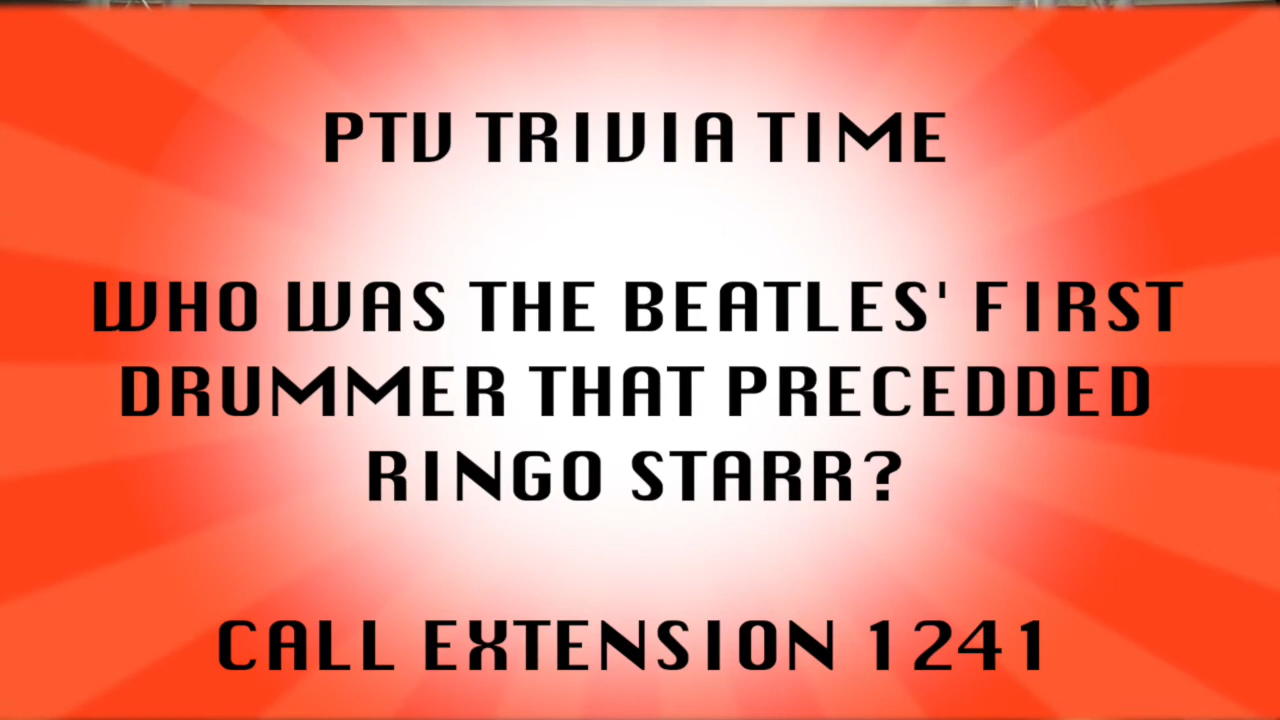 PTV TRIVIA TIME
WHO WAS THE BEATLES' FIRST
DRUMMER THAT PRECEDDED
RINGO STARR?
CALL EXTENSION 1241